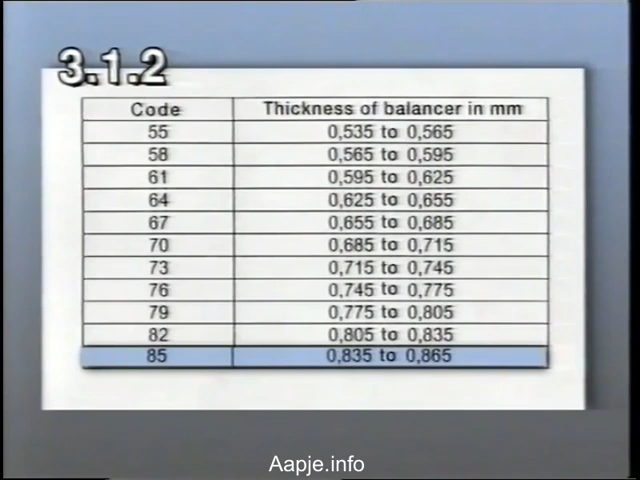 3.1.2
Code Thickness of balancer in mm
55 0,535 to 0,565
58 0,565 to 0,595
61 0,595 to 0,625
64 0,625 to 0,655
67 0,655 to 0,685
70 0,685 to 0,715
73 0,715 to 0,745
76 0,745 to 0,775
79 0,775 to 0,805
82 0,805 to 0,835
85 0,835 to 0,865
Aapje.info